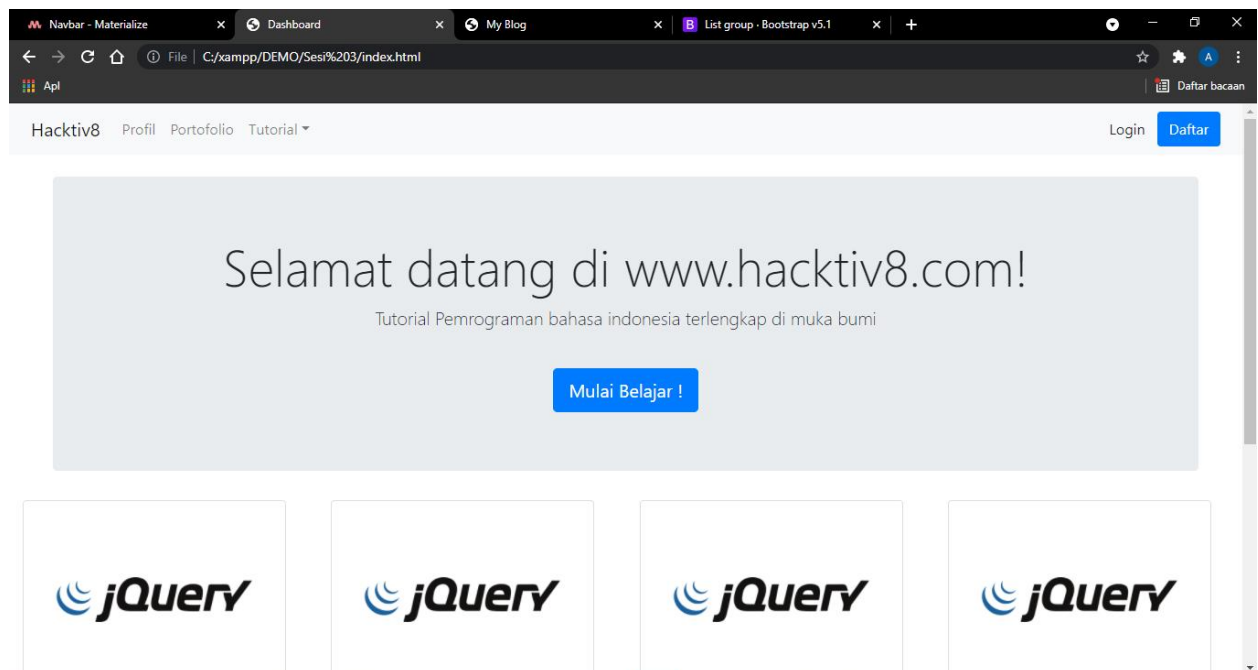 Navbar - Materialize
Dashboard
My Blog
B List group · Bootstrap v5.1
File | C:/xampp/DEMO/Sesi%203/index.html
A
Apl
Daftar bacaan
Hacktiv8 Profil Portofolio Tutorial
Login Daftar
Selamat datang di www.hacktiv8.com!
Tutorial Pemrograman bahasa indonesia terlengkap di muka bumi
Mulai Belajar !
jQuery jQuery jQuery jQuery